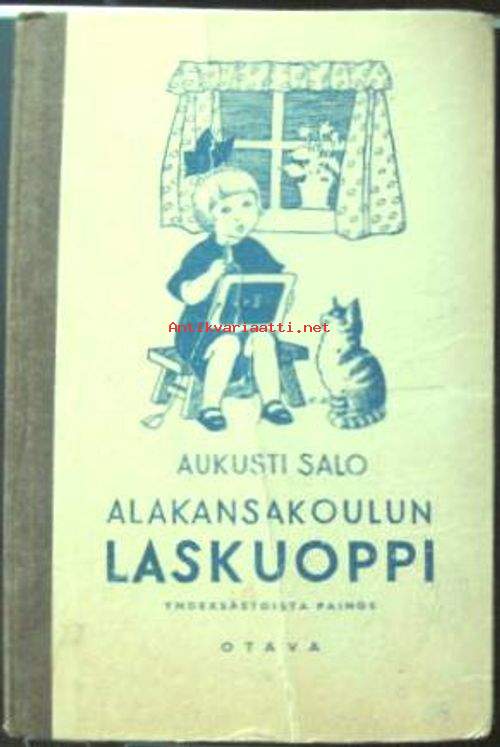 Antikvariaatti.net
AUKUSTI SALO
ALAKANSAKOULUN
LASKUOPPI
YHDEKSÄSTOISTA PAINOS
OTAVA